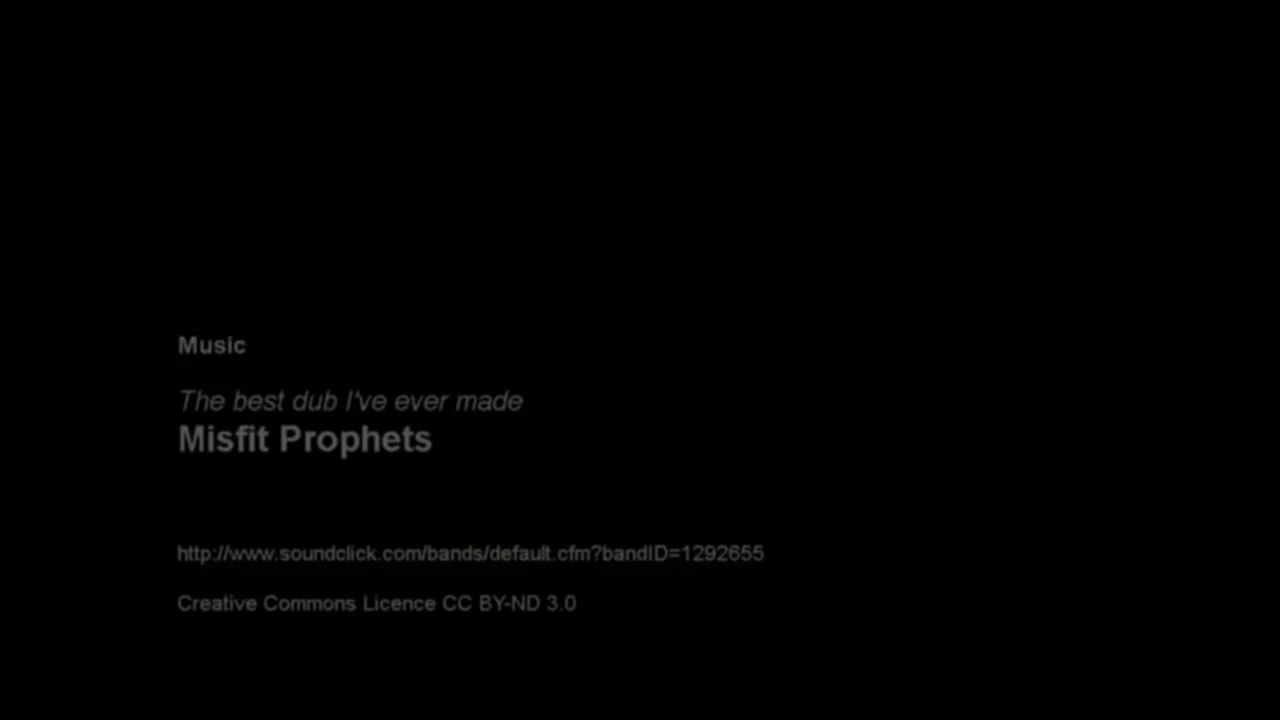 Music
The best dub I've ever made
Misfit Prophets
http://www.soundclick.com/bands/default.cfm?bandID=1292655
Creative Commons Licence CC BY-ND 3.0